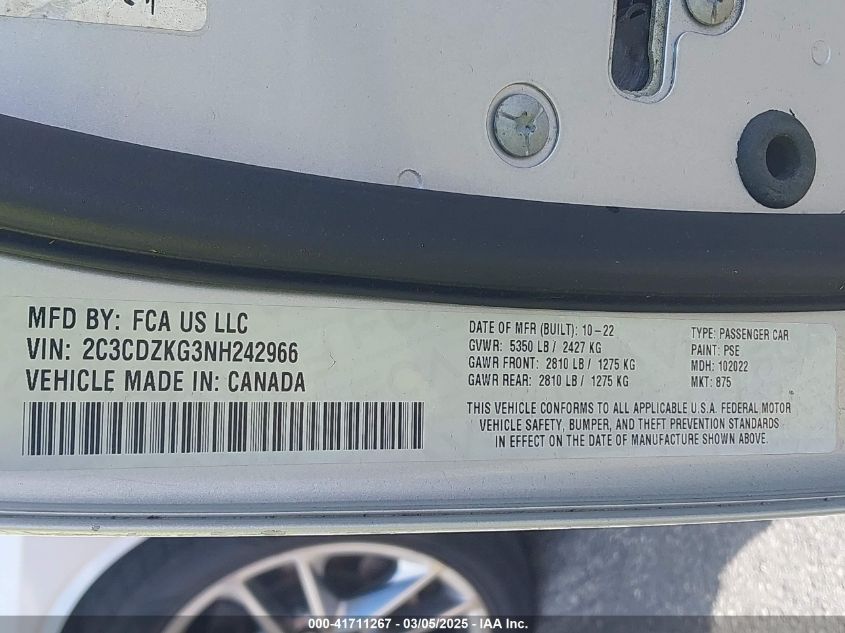 MFD BY: FCA US LLC
VIN: 2C3CDZKG3NH242966
VEHICLE MADE IN: CANADA
DATE OF MFR (BUILT): 10-22
GVWR: 5350 LB / 2427 KG
GAWR FRONT: 2810 LB / 1275 KG
GAWR REAR: 2810 LB / 1275 KG
TYPE: PASSENGER CAR
PAINT: PSE
MDH: 102022
MKT: 875
THIS VEHICLE CONFORMS TO ALL APPLICABLE U.S.A. FEDERAL MOTOR
VEHICLE SAFETY, BUMPER, AND THEFT PREVENTION STANDARDS
IN EFFECT ON THE DATE OF MANUFACTURE SHOWN ABOVE.
000-41711267 - 03/05/2025 - IAA Inc.